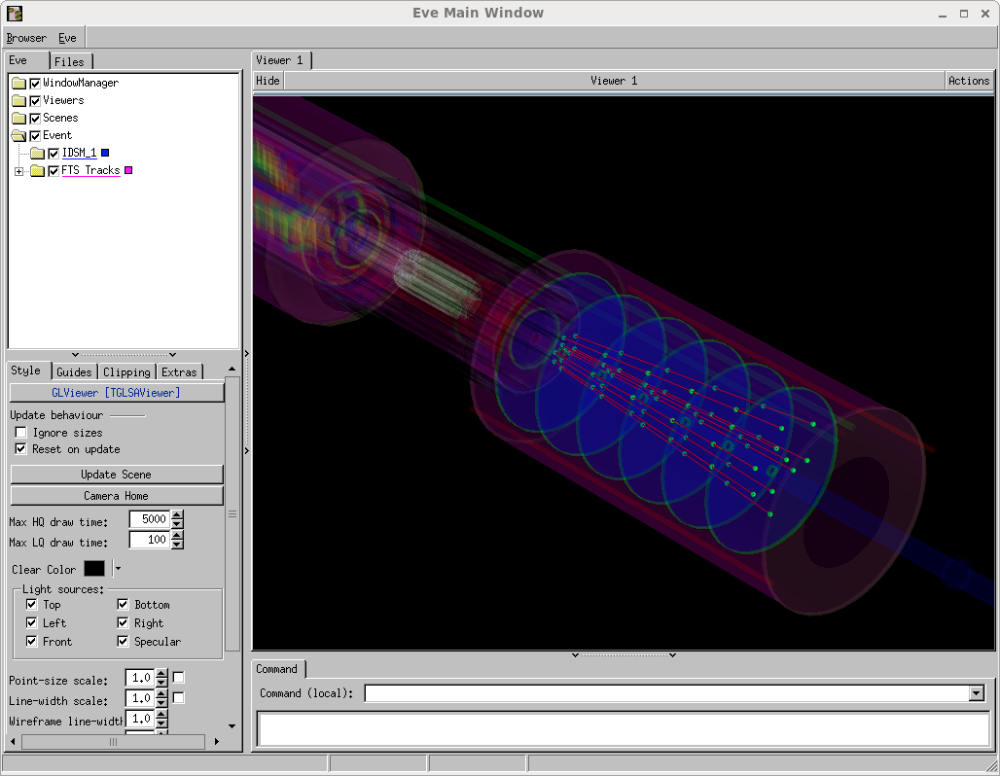 Eve Main Window
Browser Eve
Eve Files
WindowManager
Viewers
Scenes
Event
IDSM_1
FTS Tracks
Style Guides Clipping Extras
GLViewer [TGLSAViewer]
Update behaviour
Ignore sizes
Reset on update
Update Scene
Camera Home
Max HQ draw time: 5000
Max LQ draw time: 100
Clear Color
Light sources:
Top Bottom
Left Right
Front Specular
Point-size scale: 1.0
Line-width scale: 1.0
Wireframe line-width 1.0
Viewer 1
Hide Viewer 1 Actions
Command
Command (local):